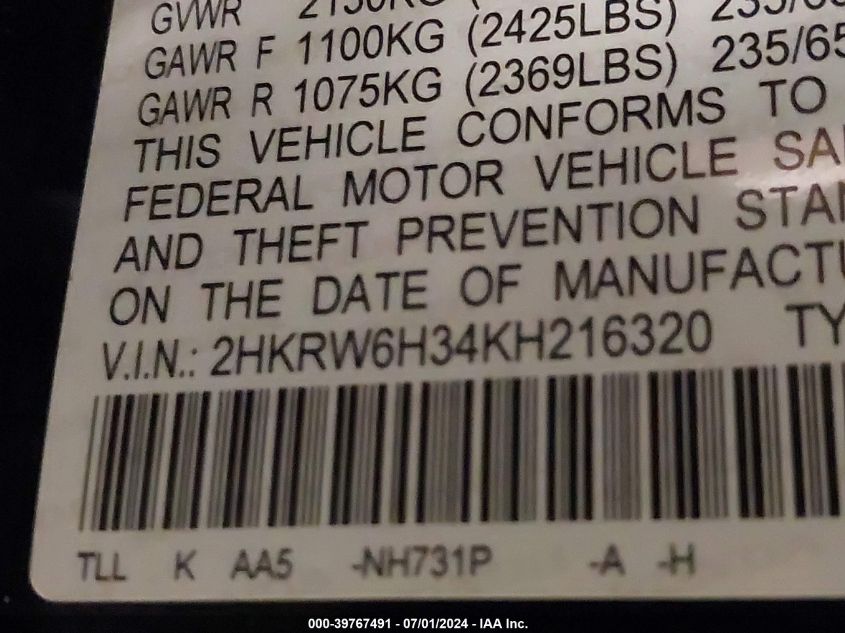 GVWR 2150KG
GAWR F 1100KG (2425LBS) 235/65
GAWR R 1075KG (2369LBS) 235/65
THIS VEHICLE CONFORMS TO
FEDERAL MOTOR VEHICLE SA
AND THEFT PREVENTION STA
ON THE DATE OF MANUFACTU
V.I.N.: 2HKRW6H34KH216320 TY
TLL K AA5 -NH731P -A -H
000-39767491 - 07/01/2024 - IAA Inc.